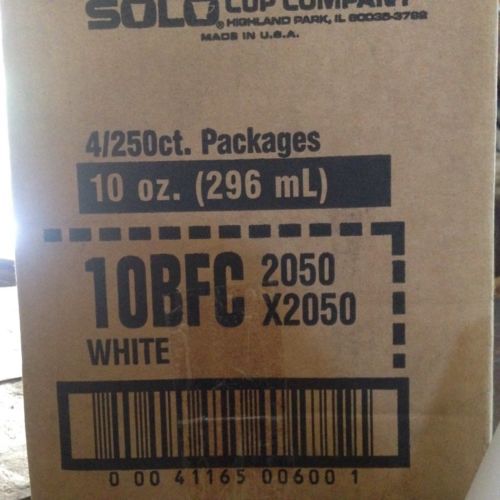 SOLO CUP COMPANY
HIGHLAND PARK, IL 60035-3792
MADE IN U.S.A.
4/250ct. Packages
10 oz. (296 mL)
10BFC 2050
X2050
WHITE
0 00 41165 00600 1